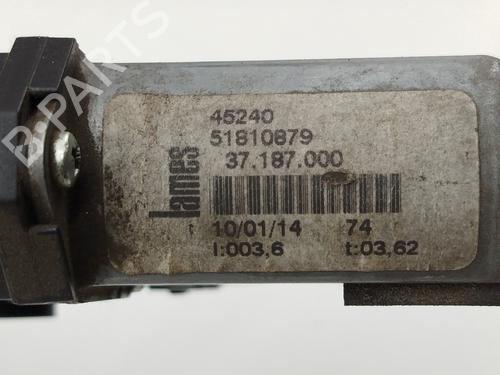 B-PARTS
45240
51810879
37.187.000
Lames
10/01/14 74
I:003,6 t:03,62